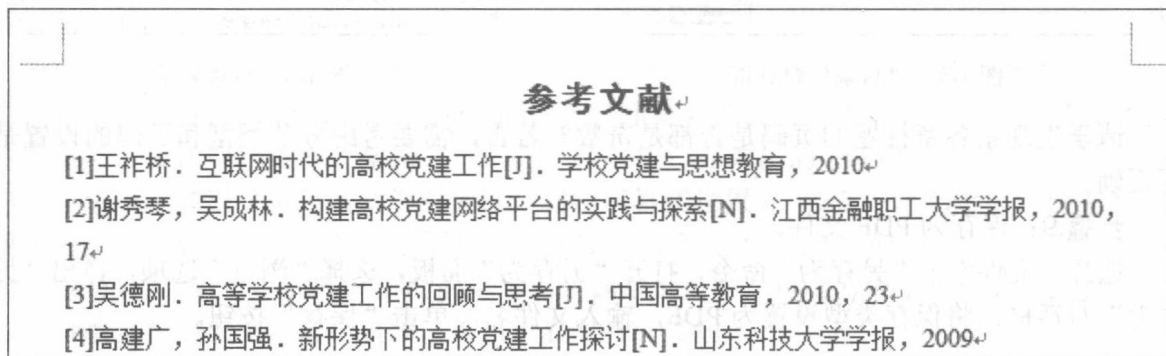 参考文献
[1]王祚桥．互联网时代的高校党建工作[J]．学校党建与思想教育，2010
[2]谢秀琴，吴成林．构建高校党建网络平台的实践与探索[N]．江西金融职工大学学报，2010，
17
[3]吴德刚．高等学校党建工作的回顾与思考[J]．中国高等教育，2010，23
[4]高建广，孙国强．新形势下的高校党建工作探讨[N]．山东科技大学学报，2009